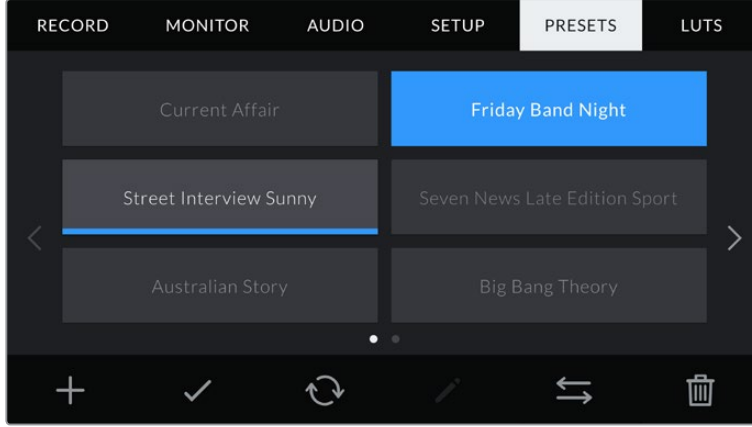 RECORD MONITOR AUDIO SETUP PRESETS LUTS
Current Affair Friday Band Night
Street Interview Sunny Seven News Late Edition Sport
Australian Story Big Bang Theory